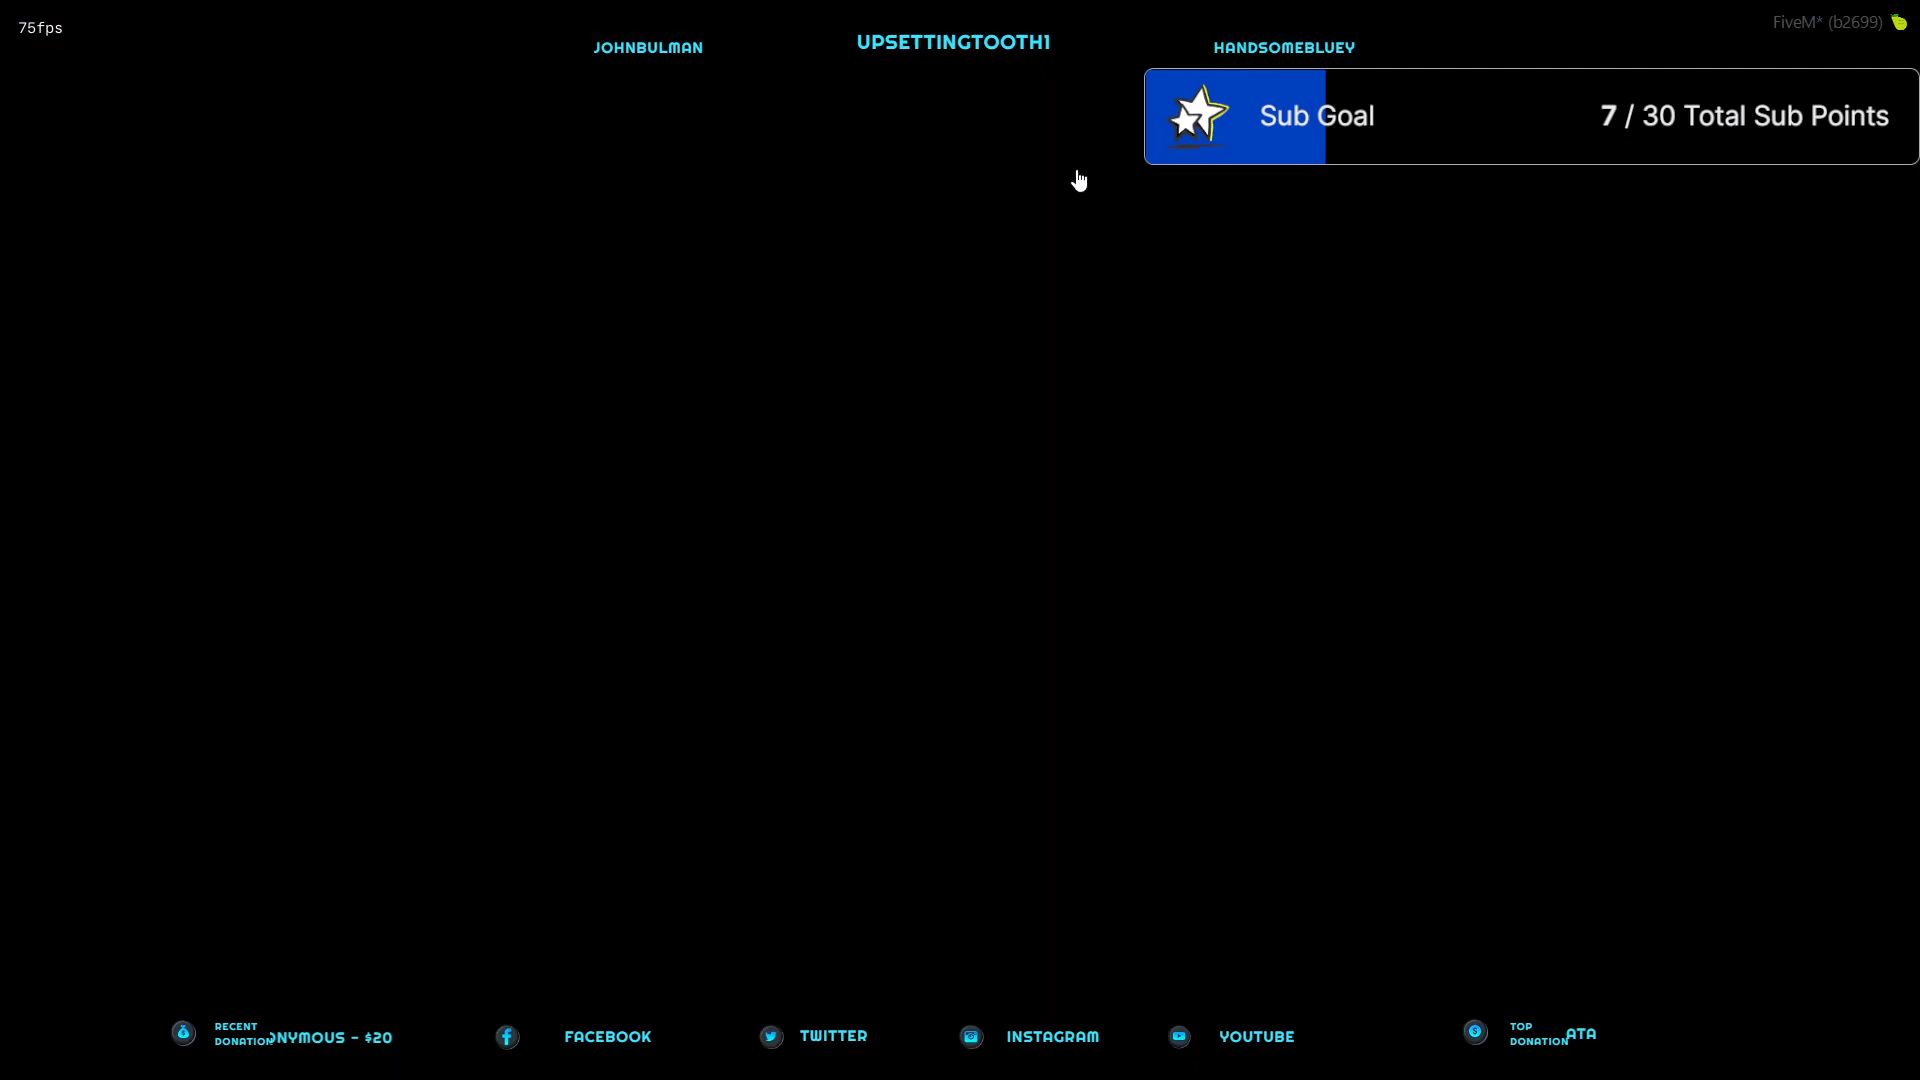 75fps
FiveM* (b2699)
JOHNBULMAN
UPSETTINGTOOTH1
HANDSOMEBLUEY
Sub Goal
7 / 30 Total Sub Points
RECENT
DONATION
ONYMOUS - $20
FACEBOOK
TWITTER
INSTAGRAM
YOUTUBE
TOP
DONATION
ATA